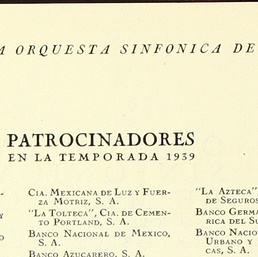 ORQUESTA SINFONICA DE
PATROCINADORES
EN LA TEMPORADA 1939
Cia. Mexicana de Luz y Fuer-
za Motriz, S. A.
"La Tolteca", Cia. de Cemen-
to Portland, S. A.
Banco Nacional de Mexico,
S. A.
Banco Azucarero, S. A.
"La Azteca"
de Seguros
Banco Germa
rica del Su
Banco Nacio
Urbano y
cas, S. A.